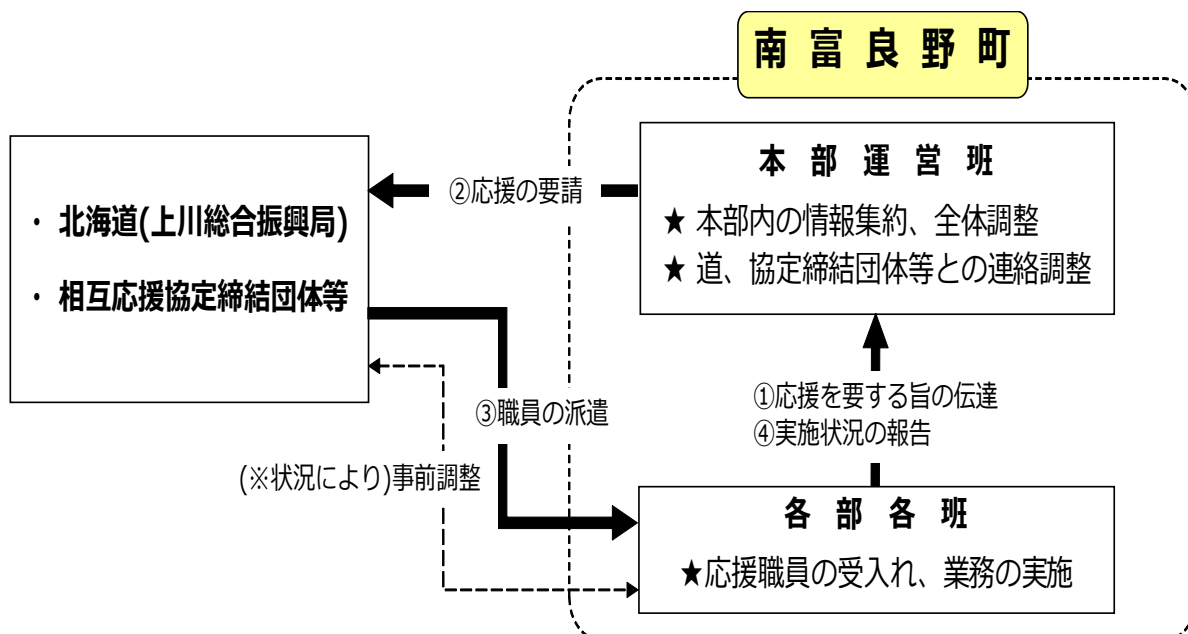 南富良野町
本部運営班
★ 本部内の情報集約、全体調整
★ 道、協定締結団体等との連絡調整
②応援の要請
・ 北海道(上川総合振興局)
・ 相互応援協定締結団体等
③職員の派遣
①応援を要する旨の伝達
④実施状況の報告
(※状況により)事前調整
各部各班
★応援職員の受入れ、業務の実施